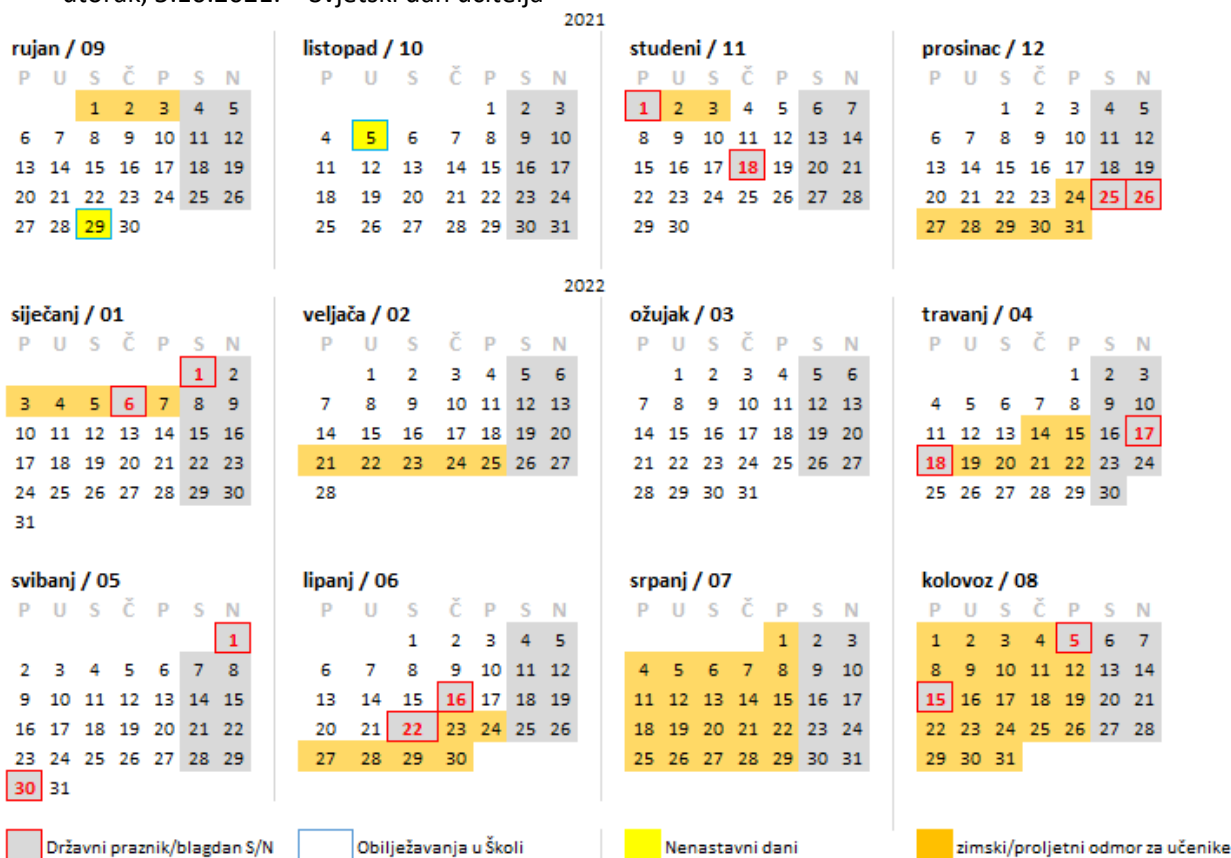 utorak, 5.10.2021. - Svjetski dan učitelja
2021
rujan / 09
P U S Č P S N
1 2 3 4 5
6 7 8 9 10 11 12
13 14 15 16 17 18 19
20 21 22 23 24 25 26
27 28 29 30
listopad / 10
P U S Č P S N
1 2 3
4 5 6 7 8 9 10
11 12 13 14 15 16 17
18 19 20 21 22 23 24
25 26 27 28 29 30 31
studeni / 11
P U S Č P S N
1 2 3 4 5 6 7
8 9 10 11 12 13 14
15 16 17 18 19 20 21
22 23 24 25 26 27 28
29 30
prosinac / 12
P U S Č P S N
1 2 3 4 5
6 7 8 9 10 11 12
13 14 15 16 17 18 19
20 21 22 23 24 25 26
27 28 29 30 31
2022
siječanj / 01
P U S Č P S N
1 2
3 4 5 6 7 8 9
10 11 12 13 14 15 16
17 18 19 20 21 22 23
24 25 26 27 28 29 30
31
veljača / 02
P U S Č P S N
1 2 3 4 5 6
7 8 9 10 11 12 13
14 15 16 17 18 19 20
21 22 23 24 25 26 27
28
ožujak / 03
P U S Č P S N
1 2 3 4 5 6
7 8 9 10 11 12 13
14 15 16 17 18 19 20
21 22 23 24 25 26 27
28 29 30 31
travanj / 04
P U S Č P S N
1 2 3
4 5 6 7 8 9 10
11 12 13 14 15 16 17
18 19 20 21 22 23 24
25 26 27 28 29 30
svibanj / 05
P U S Č P S N
1
2 3 4 5 6 7 8
9 10 11 12 13 14 15
16 17 18 19 20 21 22
23 24 25 26 27 28 29
30 31
lipanj / 06
P U S Č P S N
1 2 3 4 5
6 7 8 9 10 11 12
13 14 15 16 17 18 19
20 21 22 23 24 25 26
27 28 29 30
srpanj / 07
P U S Č P S N
1 2 3
4 5 6 7 8 9 10
11 12 13 14 15 16 17
18 19 20 21 22 23 24
25 26 27 28 29 30 31
kolovoz / 08
P U S Č P S N
1 2 3 4 5 6 7
8 9 10 11 12 13 14
15 16 17 18 19 20 21
22 23 24 25 26 27 28
29 30 31
Državni praznik/blagdan S/N
Obilježavanja u Školi
Nenastavni dani
zimski/proljetni odmor za učenike